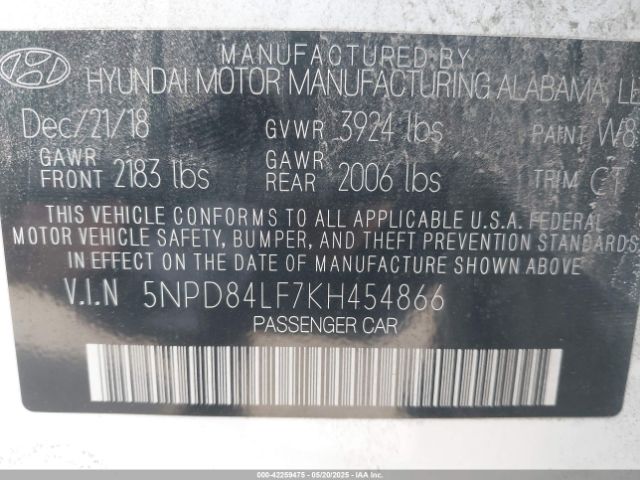 MANUFACTURED BY
HYUNDAI MOTOR MANUFACTURING ALABAMA, LL
Dec/21/18 GVWR 3924 lbs PAINT W8
GAWR FRONT 2183 lbs GAWR REAR 2006 lbs TRIM CT
THIS VEHICLE CONFORMS TO ALL APPLICABLE U.S.A. FEDERAL
MOTOR VEHICLE SAFETY, BUMPER, AND THEFT PREVENTION STANDARDS
IN EFFECT ON THE DATE OF MANUFACTURE SHOWN ABOVE
V.I.N 5NPD84LF7KH454866
PASSENGER CAR
000-42259475 - 05/20/2025 - IAAI.COM